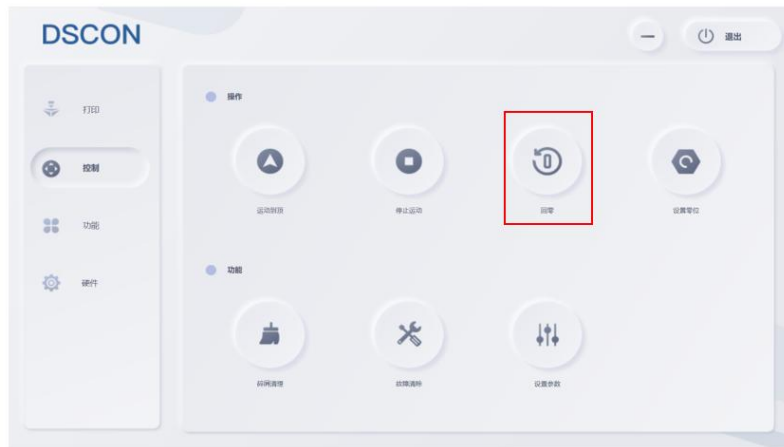 DSCON
退出
打印
控制
功能
硬件
操作
运动到顶
停止运动
回零
设置零位
功能
碎屑清理
故障清除
设置参数